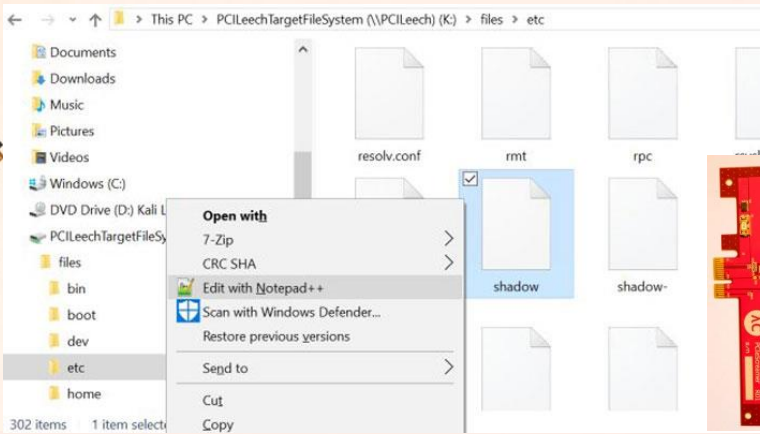 This PC > PCILeechTargetFileSystem (\\PCILeech) (K:) > files > etc
Documents
Downloads
Music
Pictures
Videos
Windows (C:)
DVD Drive (D:) Kali L
PCILeechTargetFileSy
files
bin
boot
dev
etc
home
302 items 1 item select
resolv.conf
rmt
rpc
shadow
shadow-
Open with
7-Zip
CRC SHA
Edit with Notepad++
Scan with Windows Defender...
Restore previous versions
Send to
Cut
Copy